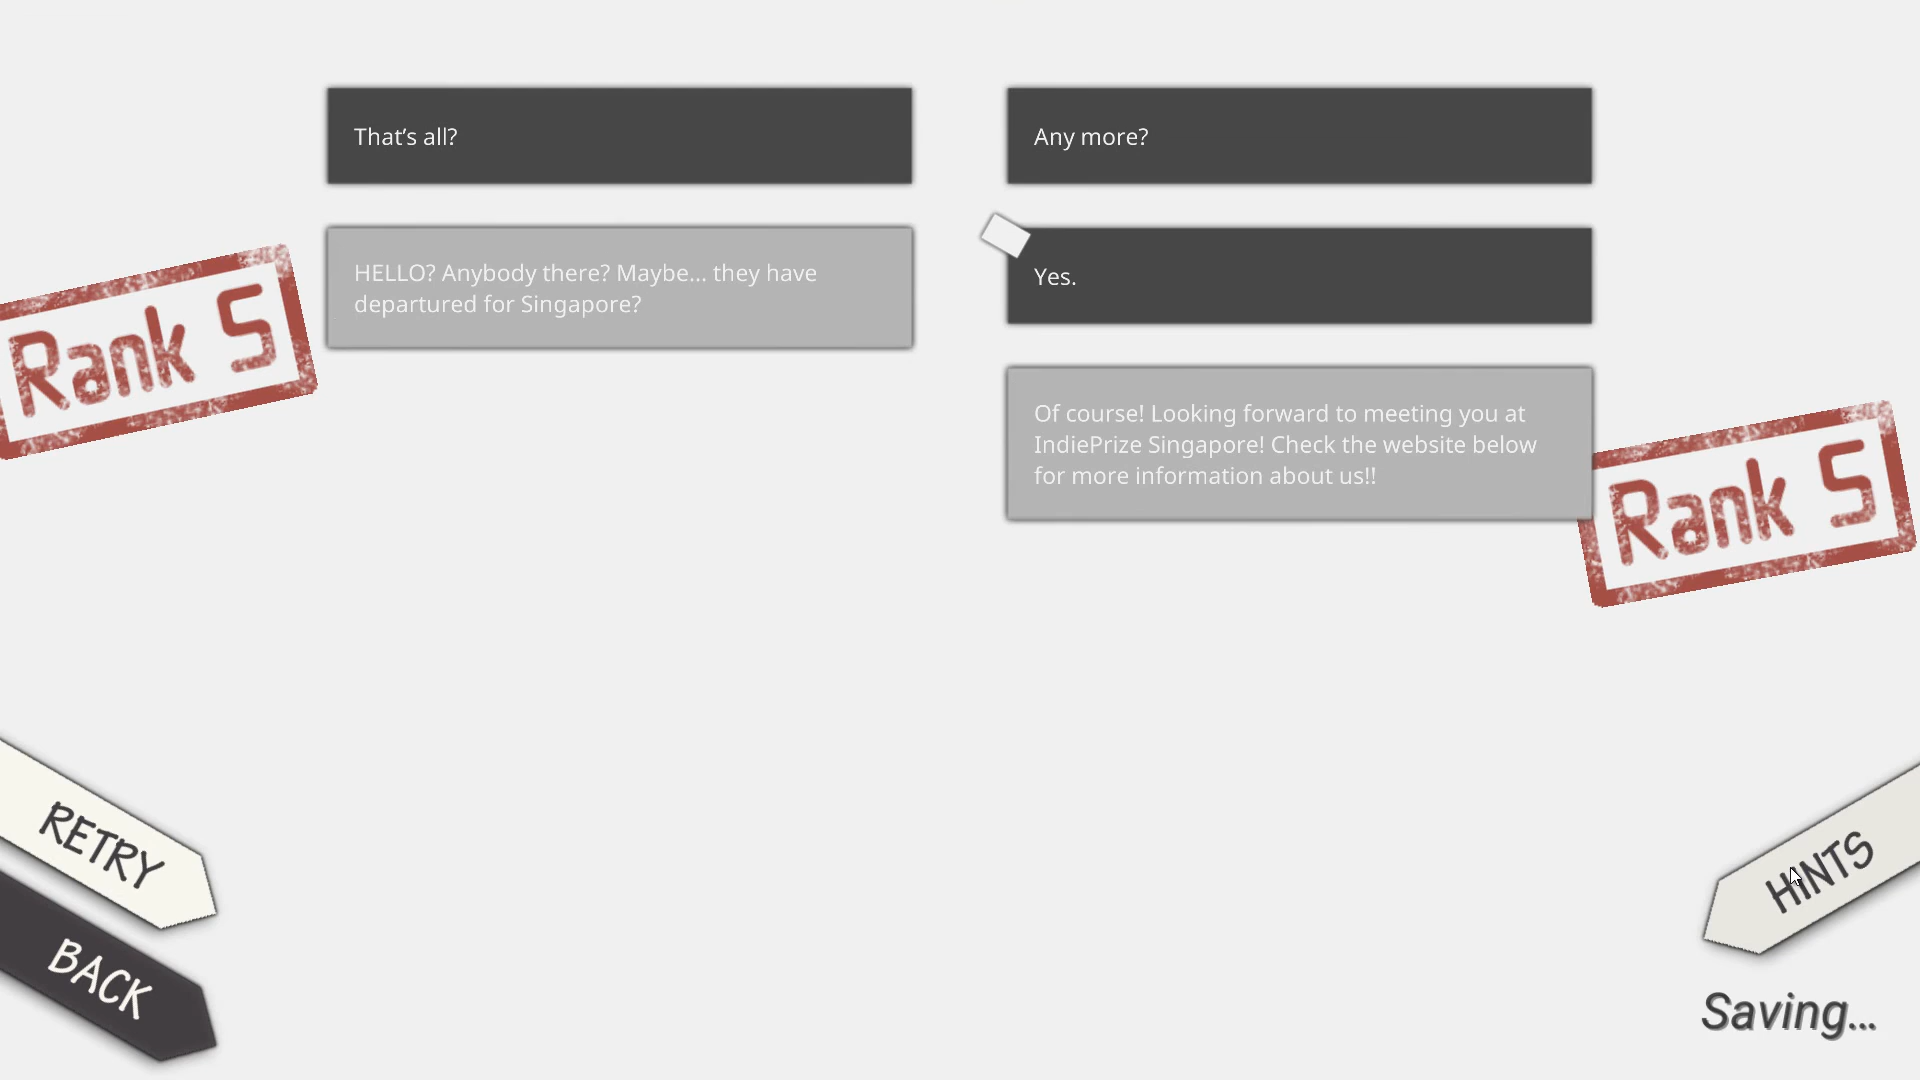 That’s all?
HELLO? Anybody there? Maybe... they have
departured for Singapore?
Rank S
Any more?
Yes.
Of course! Looking forward to meeting you at
IndiePrize Singapore! Check the website below
for more information about us!!
Rank S
RETRY
BACK
HINTS
Saving...